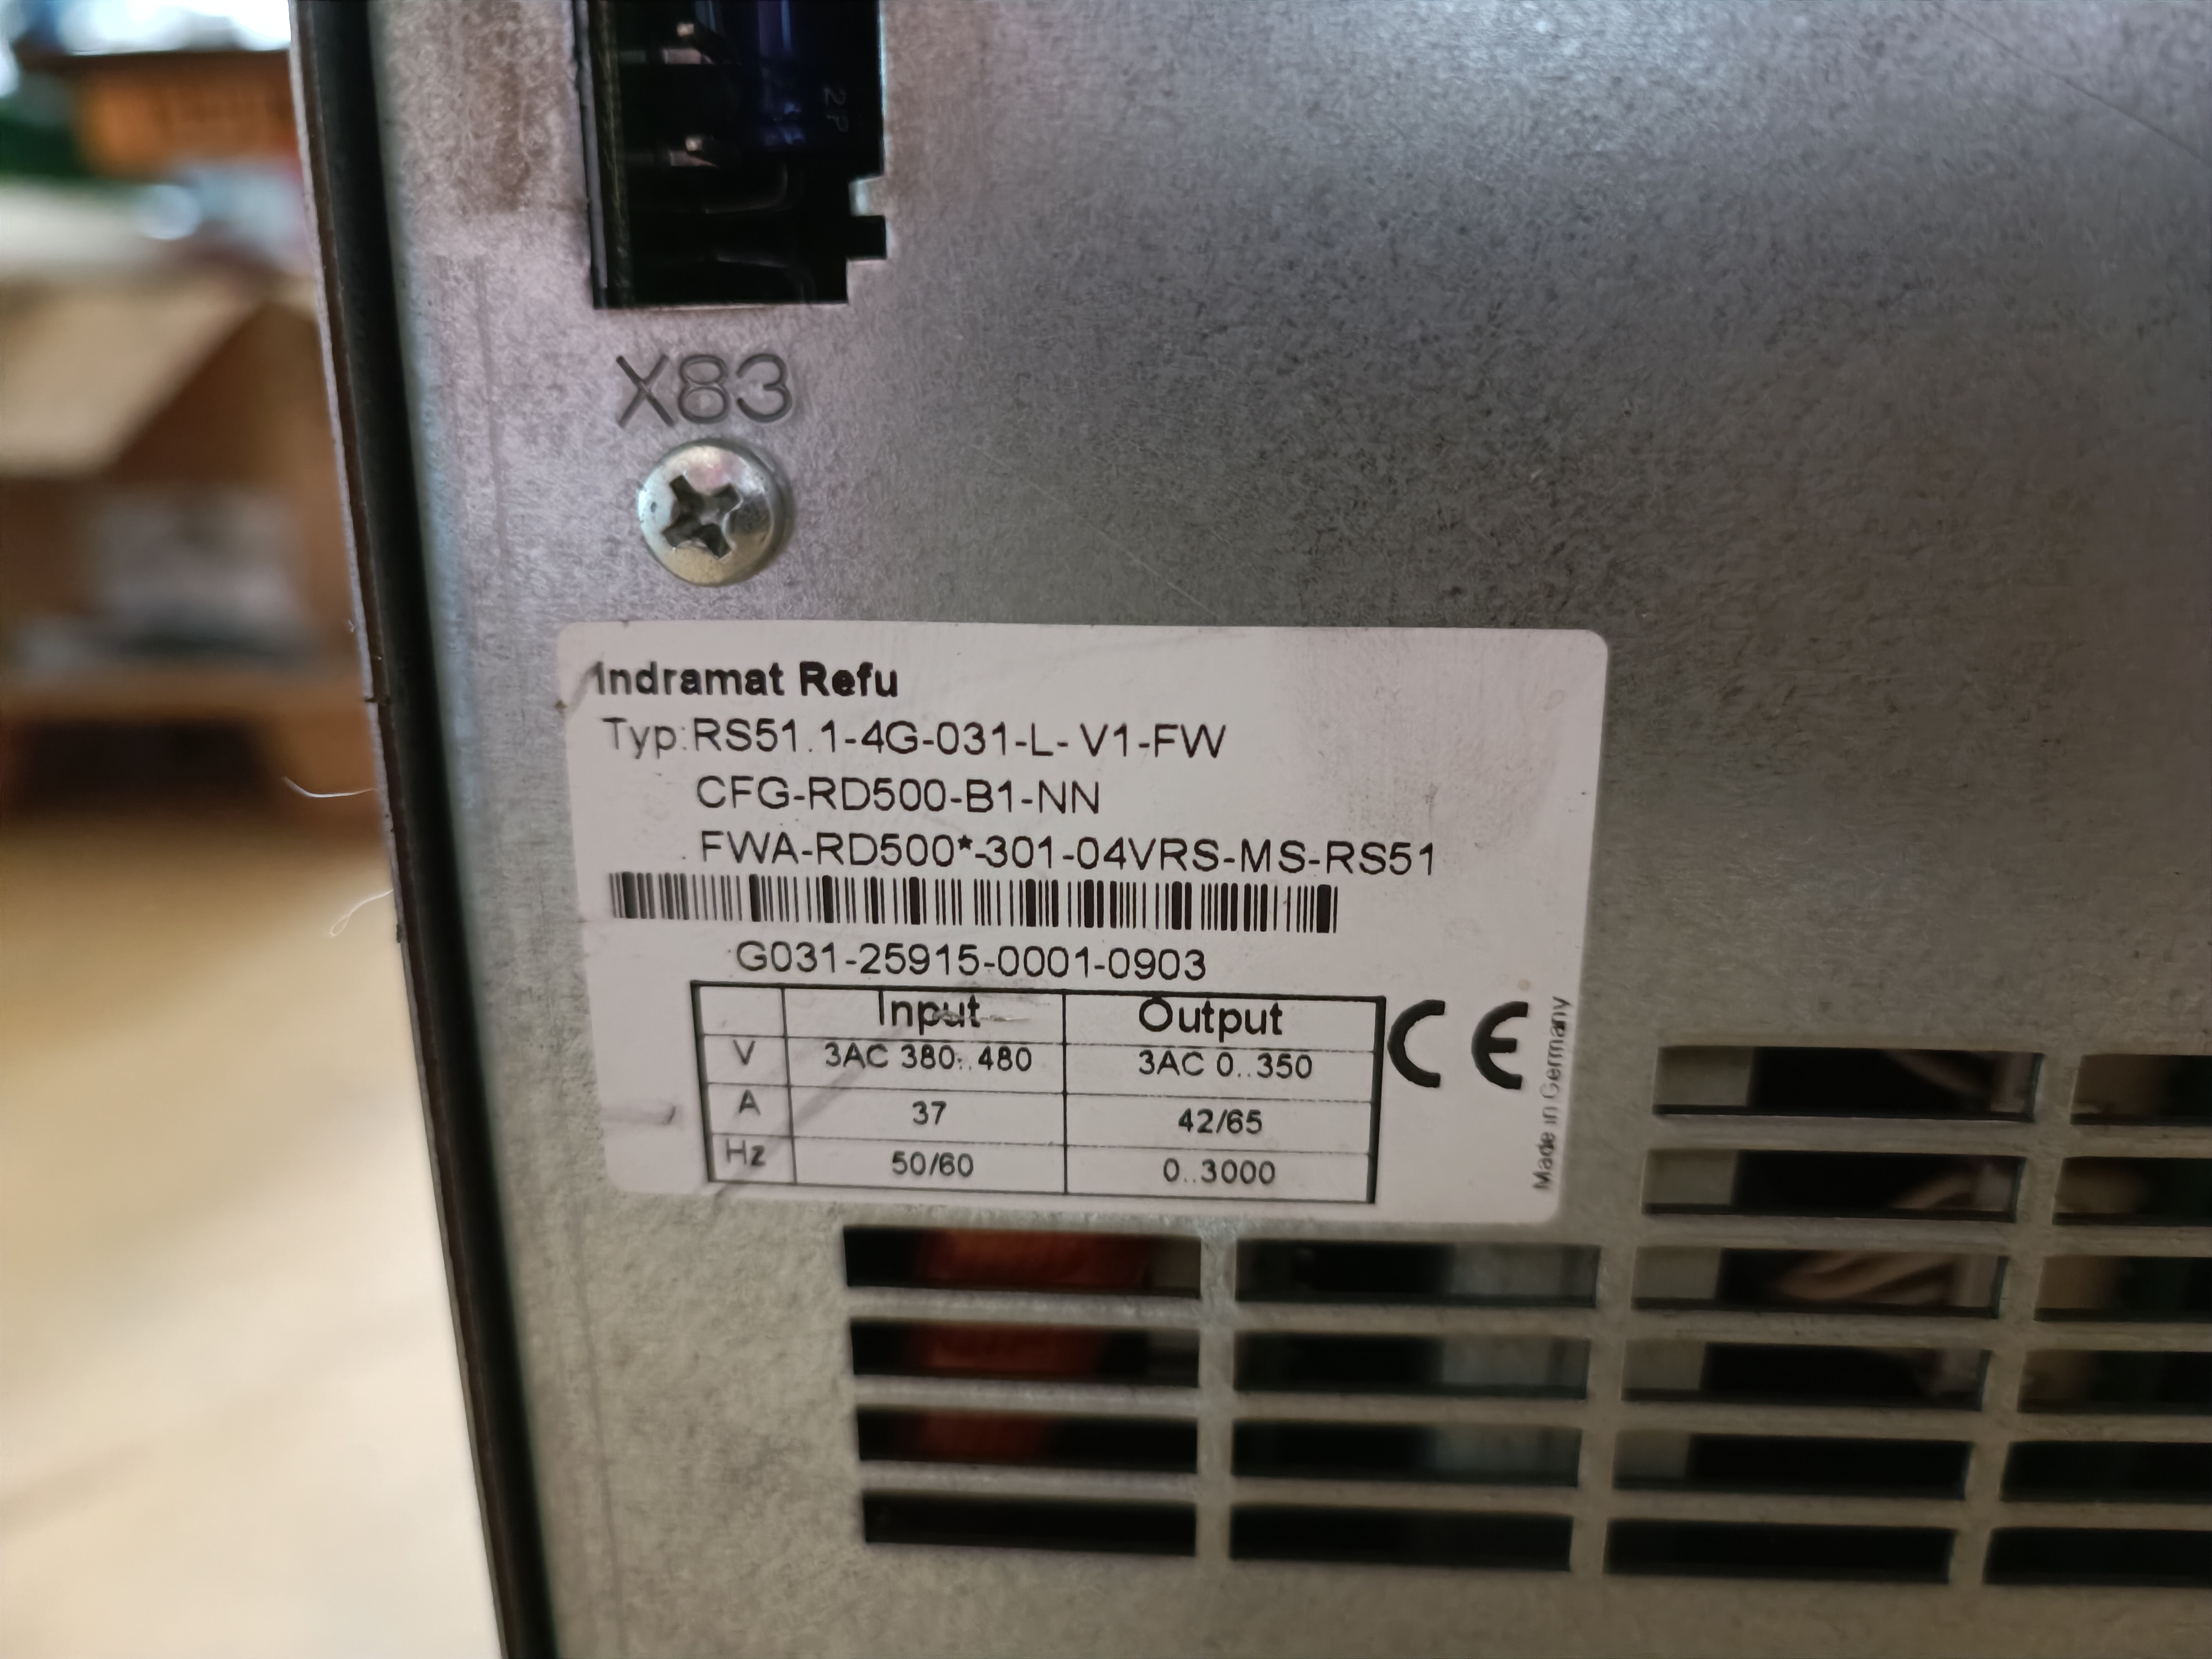 2P
X83
Indramat Refu
Typ:RS51.1-4G-031-L-V1-FW
CFG-RD500-B1-NN
FWA-RD500*-301-04VRS-MS-RS51
G031-25915-0001-0903
Input Output
V 3AC 380..480 3AC 0..350
A 37 42/65
Hz 50/60 0..3000
CE
Made in Germany